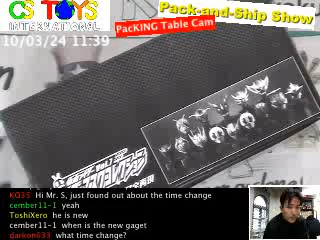 CS TOYS
INTERNATIONAL
Pack-and-Ship Show
PacKING Table Cam
10/03/24 11:39
KO35 Hi Mr. S, just found out about the time change
cember11-1 yeah
ToshiXero he is new
cember11-1 when is the new gaget
darkon633 what time change?